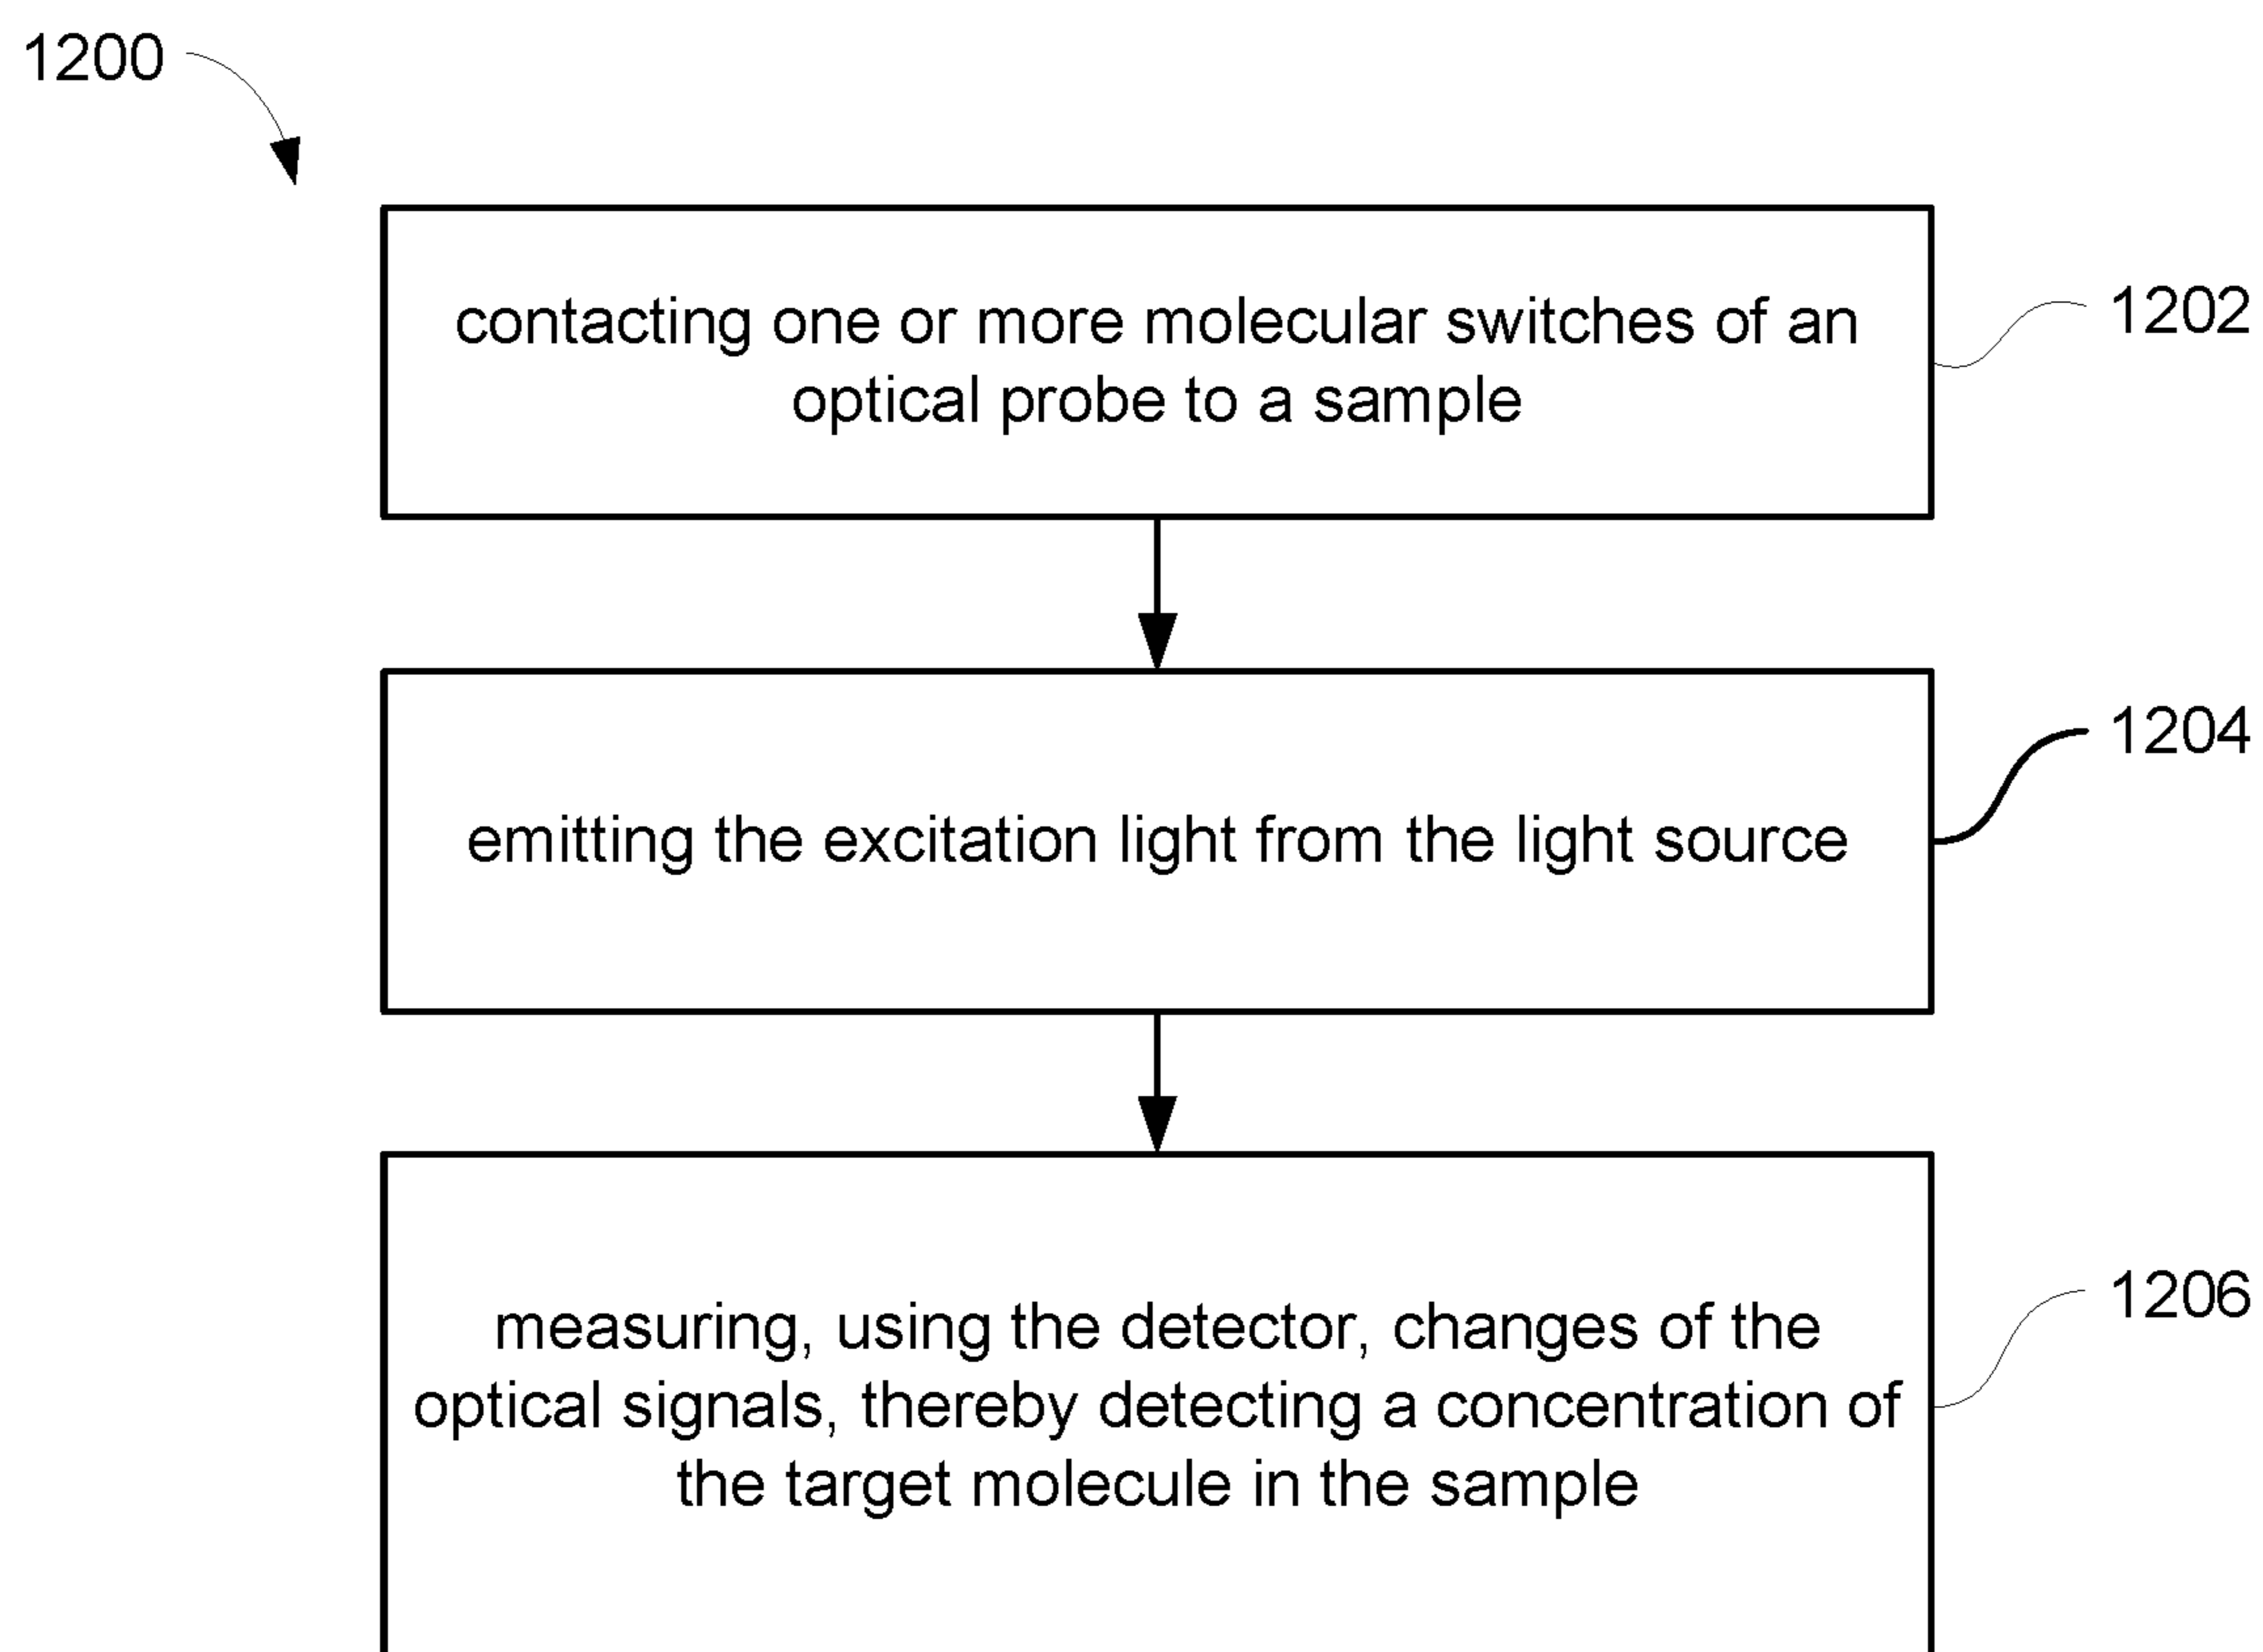 1200
contacting one or more molecular switches of an
optical probe to a sample
1202
emitting the excitation light from the light source
1204
measuring, using the detector, changes of the
optical signals, thereby detecting a concentration of
the target molecule in the sample
1206